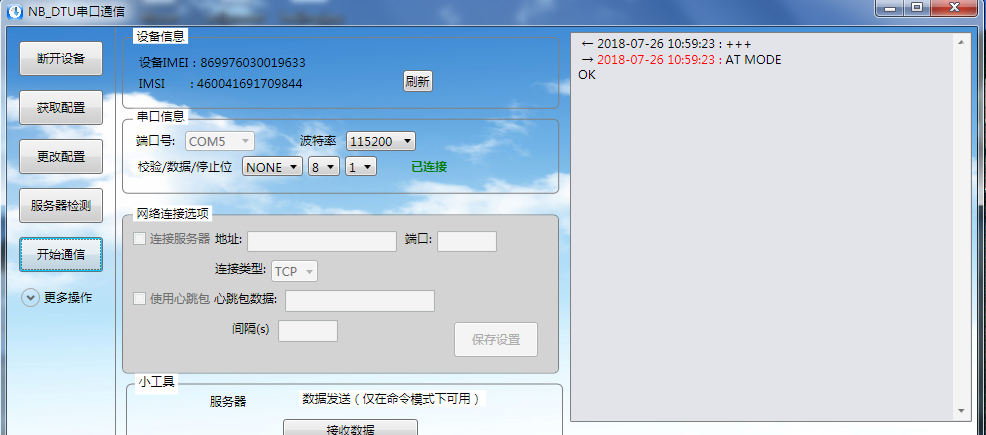 NB_DTU串口通信
断开设备
获取配置
更改配置
服务器检测
开始通信
更多操作
设备信息
设备IMEI：869976030019633
IMSI ：460041691709844
刷新
串口信息
端口号: COM5 波特率 115200
校验/数据/停止位 NONE 8 1 已连接
网络连接选项
连接服务器 地址: 端口:
连接类型: TCP
使用心跳包 心跳包数据:
间隔(s)
保存设置
小工具
服务器 数据发送（仅在命令模式下可用）
接收数据
← 2018-07-26 10:59:23 : +++
→ 2018-07-26 10:59:23 : AT MODE
OK